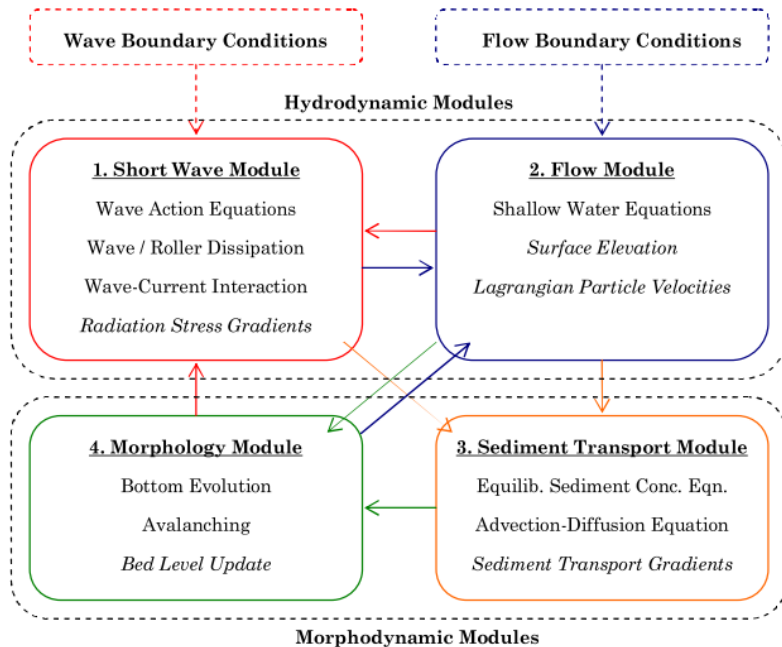 Wave Boundary Conditions
Flow Boundary Conditions
Hydrodynamic Modules
1. Short Wave Module
Wave Action Equations
Wave / Roller Dissipation
Wave-Current Interaction
Radiation Stress Gradients
2. Flow Module
Shallow Water Equations
Surface Elevation
Lagrangian Particle Velocities
4. Morphology Module
Bottom Evolution
Avalanching
Bed Level Update
3. Sediment Transport Module
Equilib. Sediment Conc. Eqn.
Advection-Diffusion Equation
Sediment Transport Gradients
Morphodynamic Modules